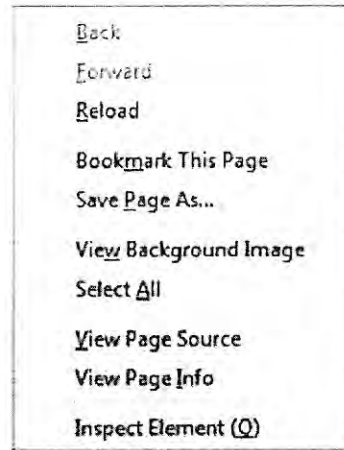 Back
Forward
Reload
Bookmark This Page
Save Page As...
View Background Image
Select All
View Page Source
View Page Info
Inspect Element (Q)